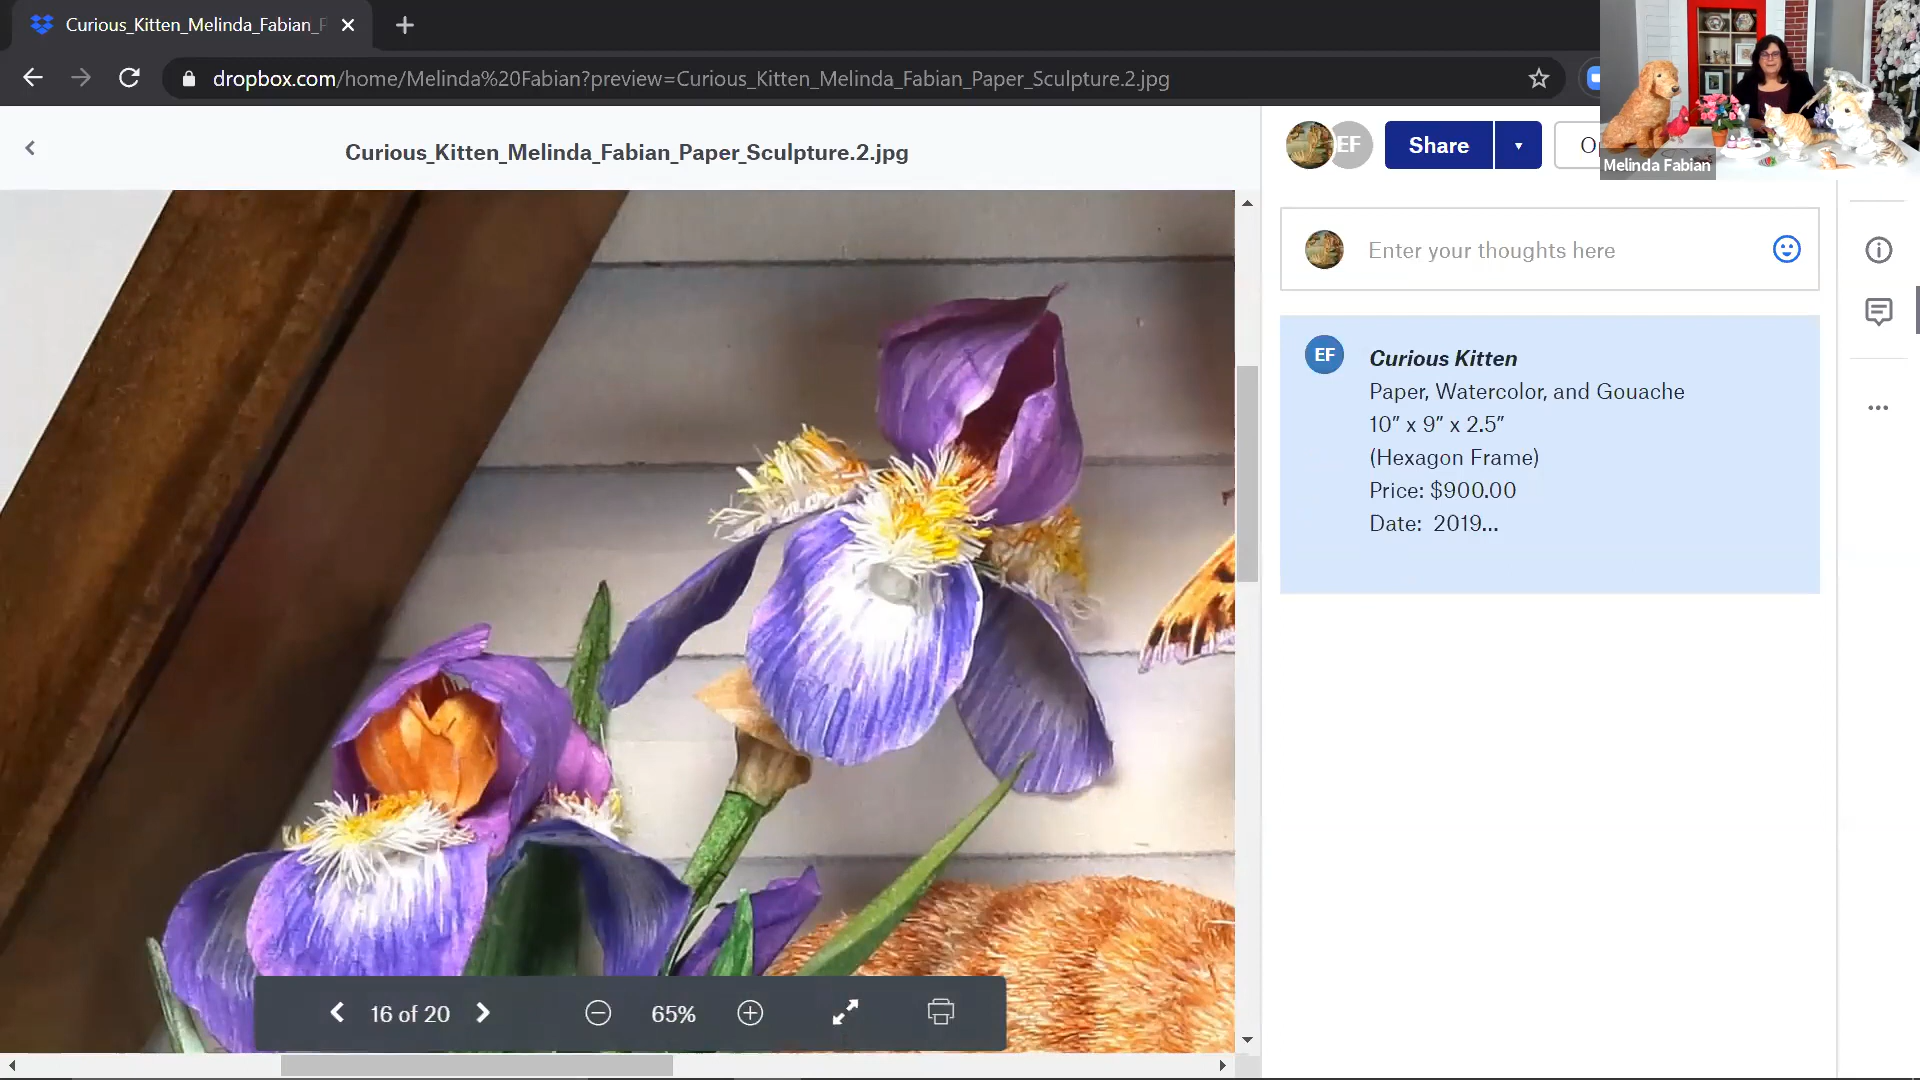 Curious_Kitten_Melinda_Fabian_P
dropbox.com/home/Melinda%20Fabian?preview=Curious_Kitten_Melinda_Fabian_Paper_Sculpture.2.jpg
Curious_Kitten_Melinda_Fabian_Paper_Sculpture.2.jpg
EF
Share
Melinda Fabian
Enter your thoughts here
EF
Curious Kitten
Paper, Watercolor, and Gouache
10” x 9” x 2.5”
(Hexagon Frame)
Price: $900.00
Date: 2019...
16 of 20
65%